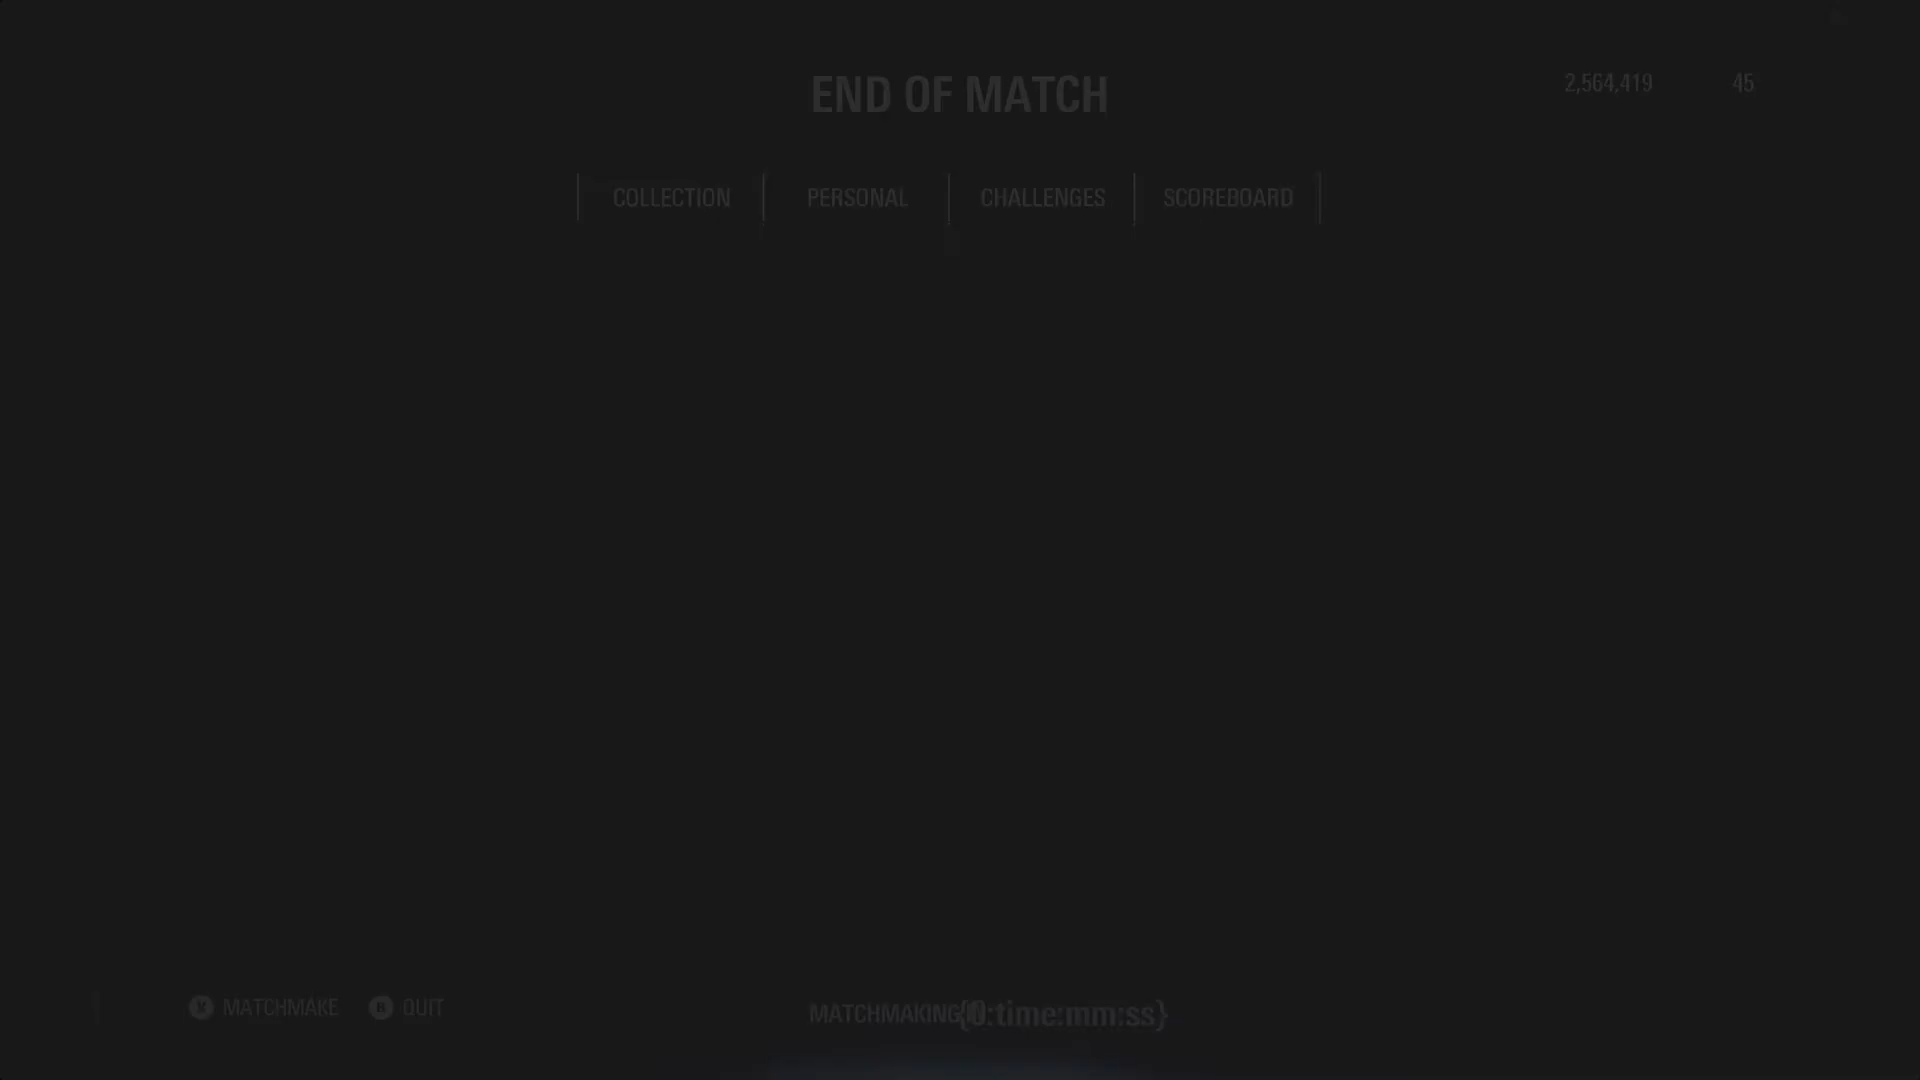 END OF MATCH
2,564,419 45
COLLECTION PERSONAL CHALLENGES SCOREBOARD
MATCHMAKE QUIT
MATCHMAKING {0:time:mm:ss}